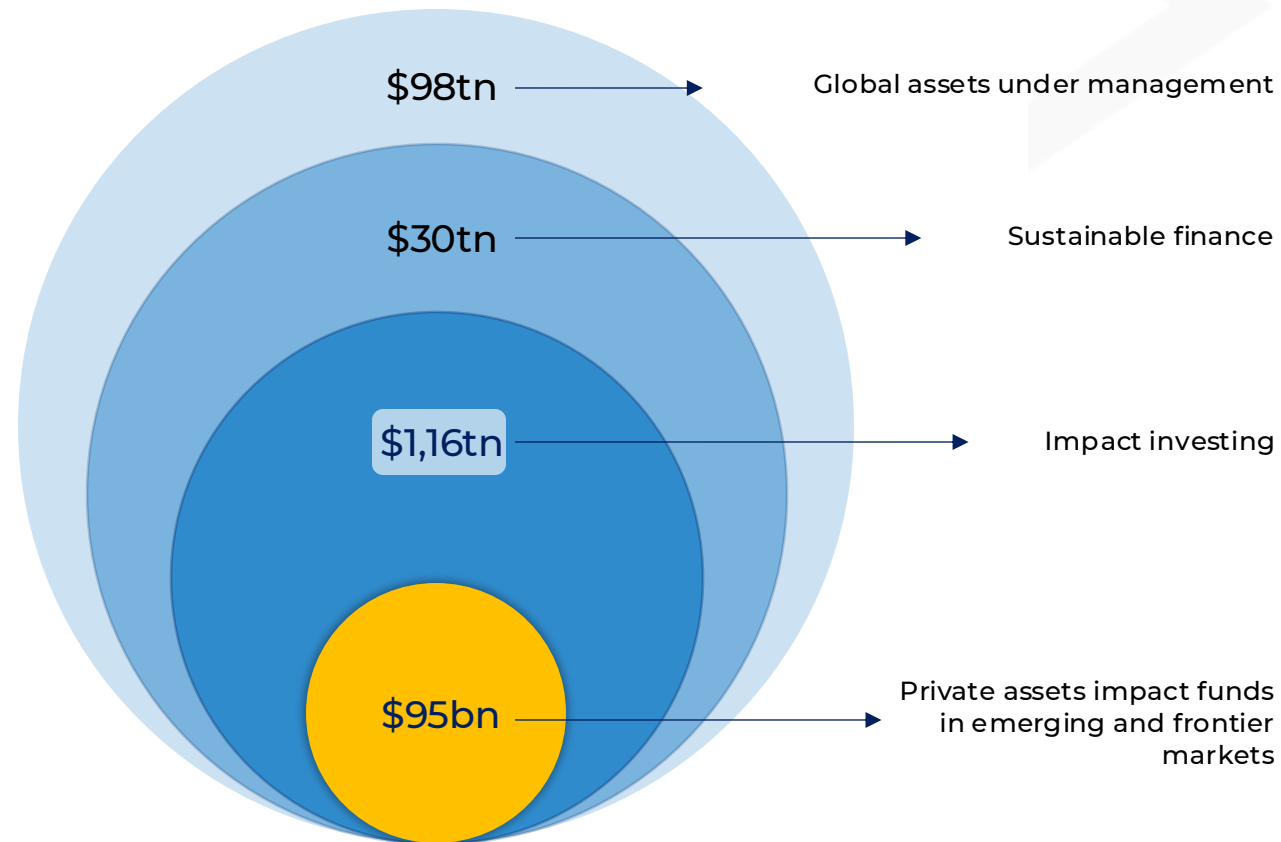 $98tn
Global assets under management
$30tn
Sustainable finance
$1,16tn
Impact investing
$95bn
Private assets impact funds
in emerging and frontier
markets